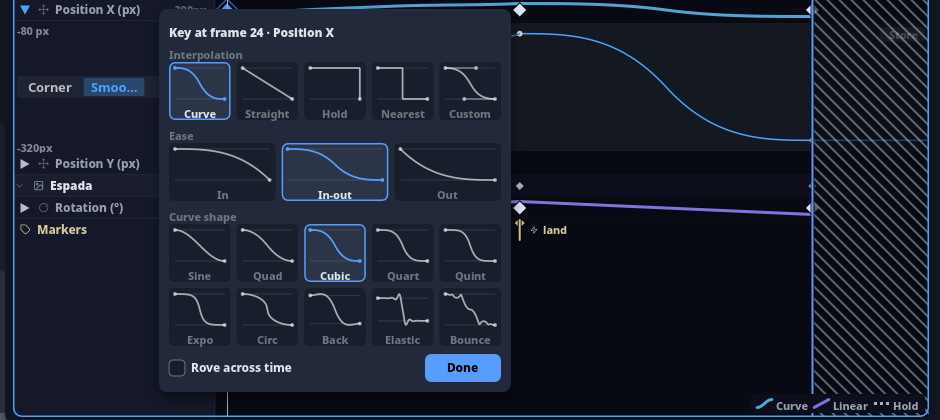 Position X (px)
-80 px
Corner Smoo...
-320px
Position Y (px)
Espada
Rotation (°)
Markers
Key at frame 24 · Position X
Interpolation
Curve Straight Hold Nearest Custom
Ease
In In-out Out
Curve shape
Sine Quad Cubic Quart Quint
Expo Circ Back Elastic Bounce
Rove across time Done
land
Store
Curve Linear Hold